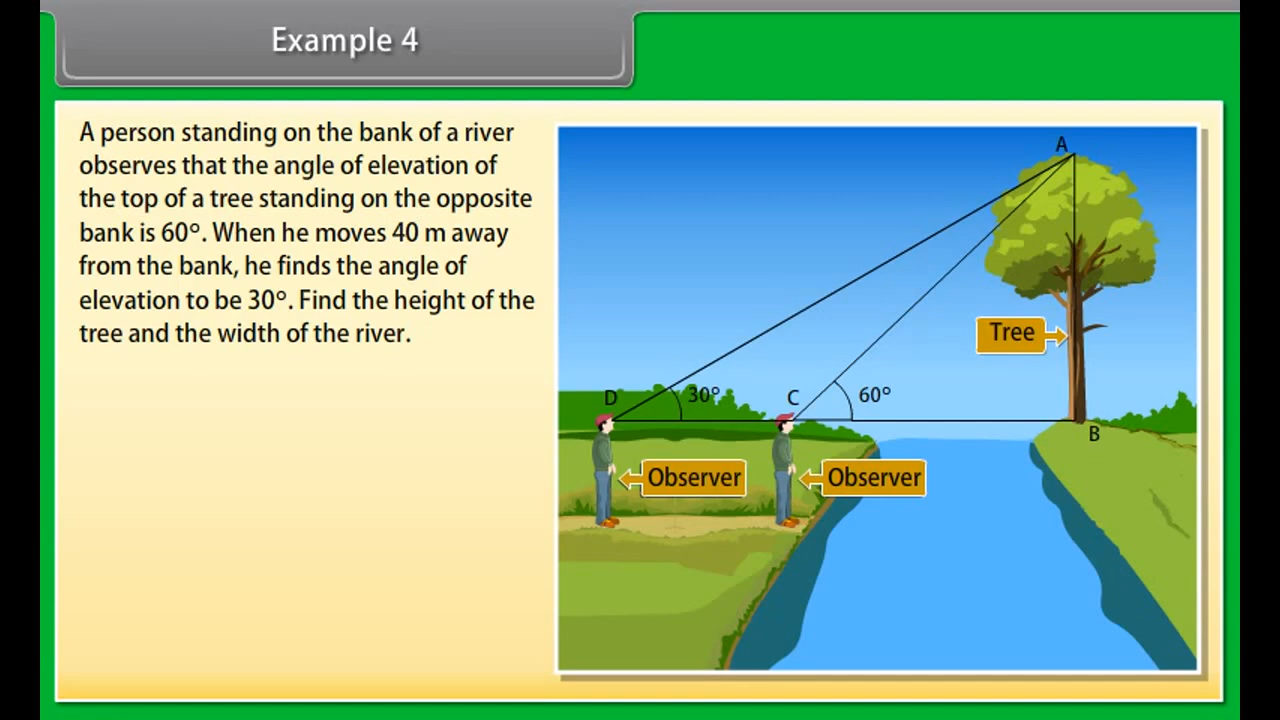 Example 4
A person standing on the bank of a river
observes that the angle of elevation of
the top of a tree standing on the opposite
bank is 60°. When he moves 40 m away
from the bank, he finds the angle of
elevation to be 30°. Find the height of the
tree and the width of the river.
A
Tree
D
30°
C
60°
B
Observer
Observer